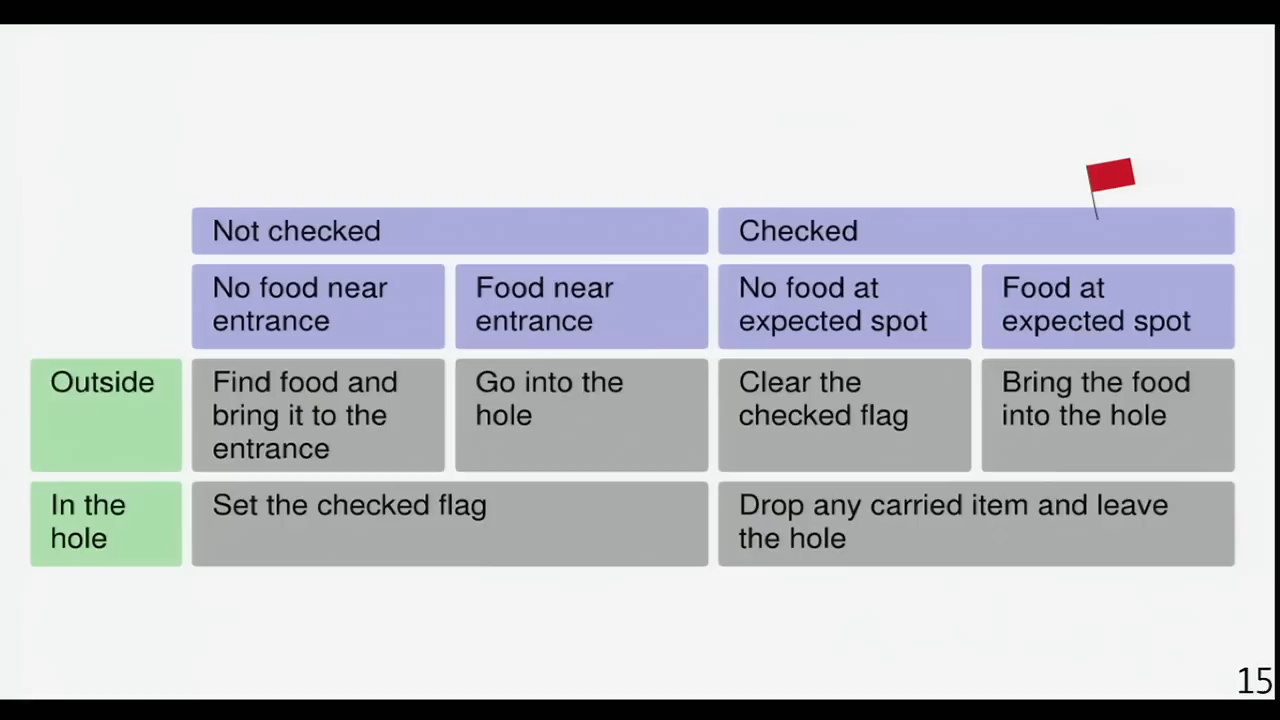 Not checked
Checked
No food near
entrance
Food near
entrance
No food at
expected spot
Food at
expected spot
Outside
Find food and
bring it to the
entrance
Go into the
hole
Clear the
checked flag
Bring the food
into the hole
In the
hole
Set the checked flag
Drop any carried item and leave
the hole
15